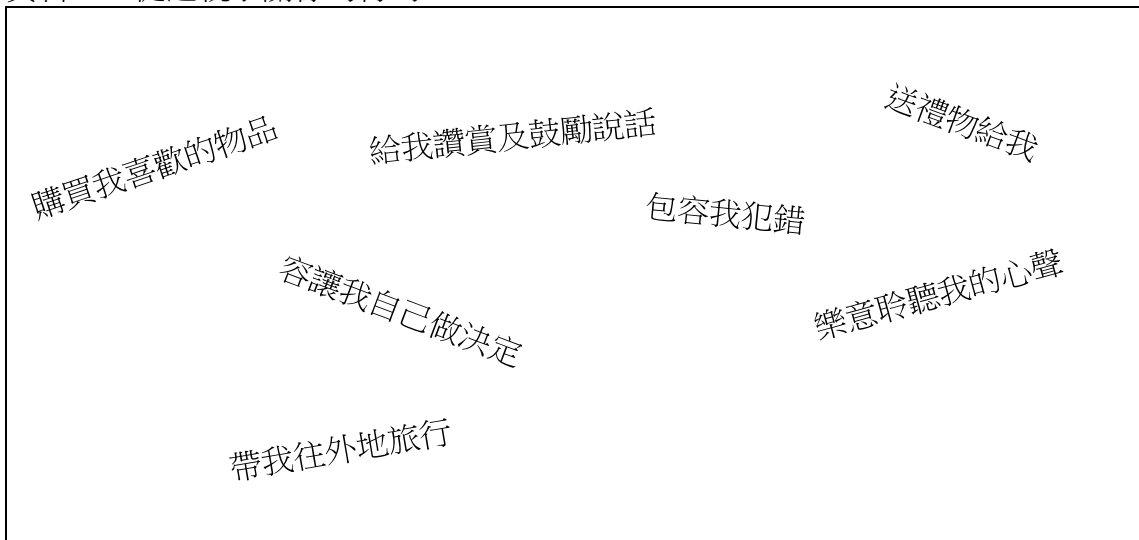 送禮物給我
給我讚賞及鼓勵說話
購買我喜歡的物品
包容我犯錯
容讓我自己做決定
樂意聆聽我的心聲
帶我往外地旅行